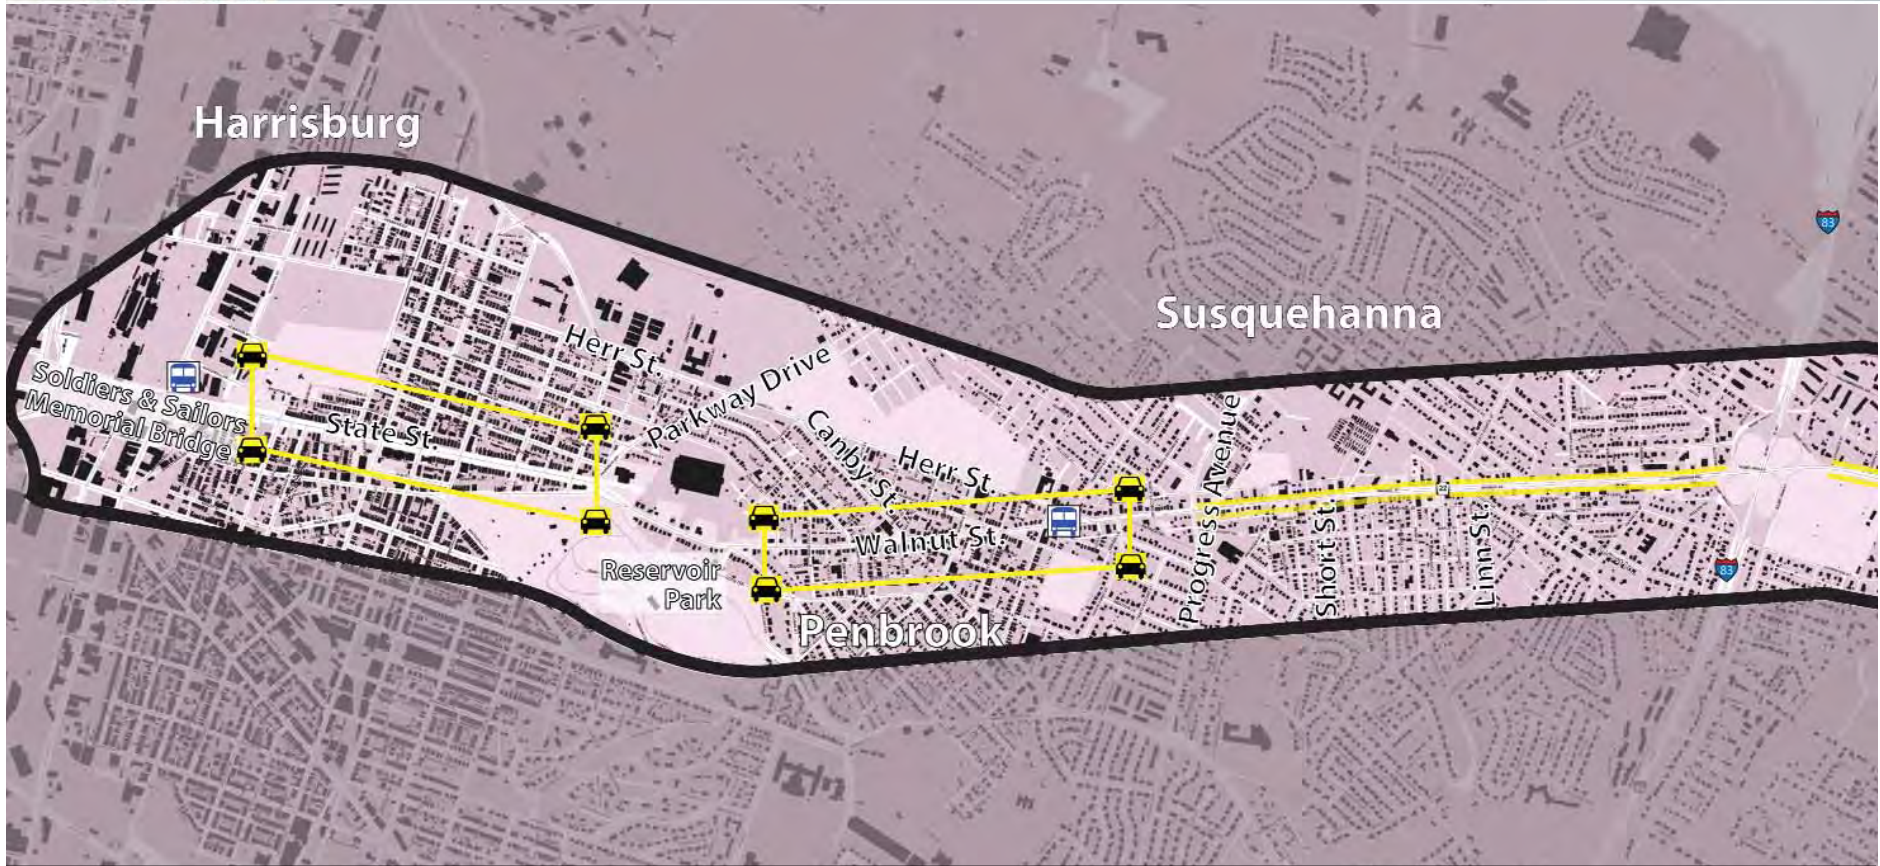 Harrisburg
83
Susquehanna
Herr St.
Parkway Drive
Soldiers & Sailors
Memorial Bridge
State St.
Canby St.
Herr St.
Progress Avenue
22
Walnut St.
Short St.
Linn St.
Reservoir
Park
83
Penbrook